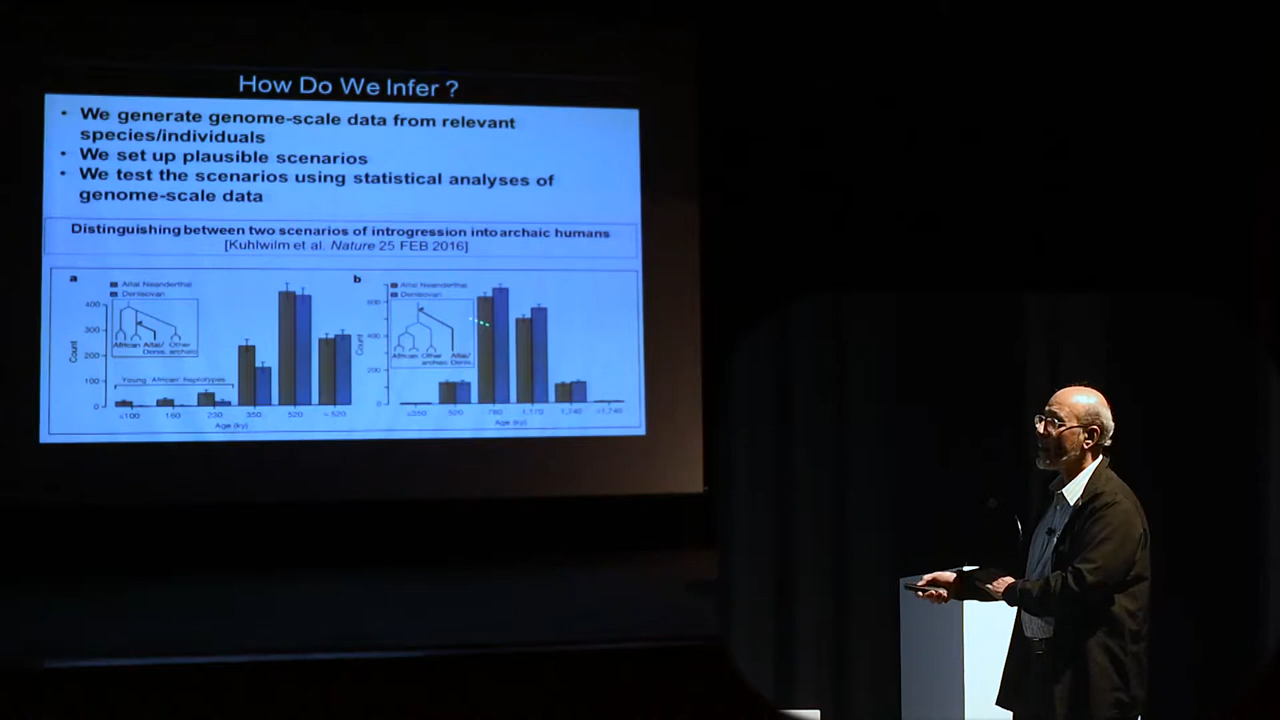 How Do We Infer ?
• We generate genome-scale data from relevant
species/individuals
• We set up plausible scenarios
• We test the scenarios using statistical analyses of
genome-scale data
Distinguishing between two scenarios of introgression into archaic humans
[Kuhlwilm et al. Nature 25 FEB 2016]
a
Altai Neanderthal
Denisovan
400
300
200
100
0
Count
African Altai/ Other
Denis. archaic
Young 'African' haplotypes
≤100 160 230 350 520 >520
Age (ky)
b
Altai Neanderthal
Denisovan
600
400
200
0
Count
African Other Altai/
archaic Denis.
≤350 520 780 1,170 1,740 >1,740
Age (ky)